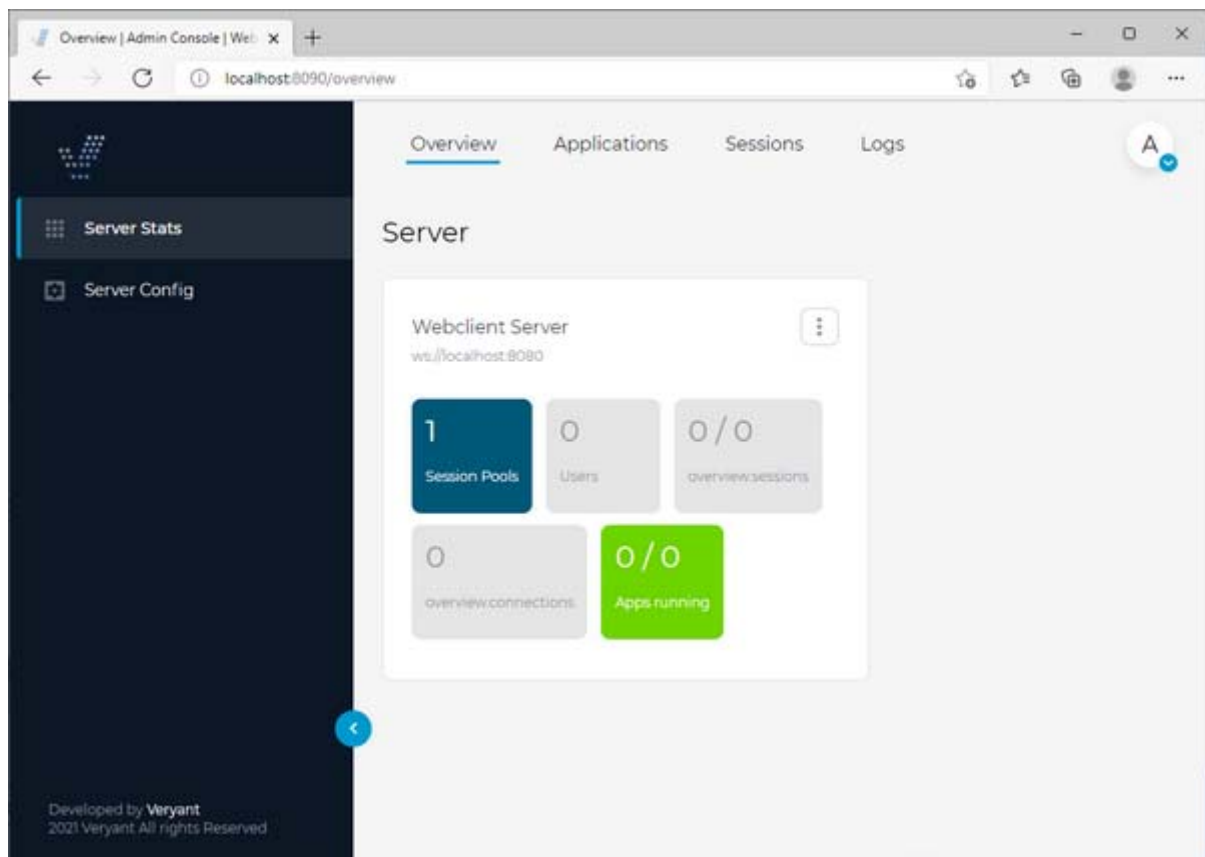 Overview | Admin Console | Web
localhost:8090/overview
Overview Applications Sessions Logs
A
Server Stats
Server Config
Server
Webclient Server
ws://localhost:8080
1
Session Pools
0
Users
0 / 0
overview.sessions
0
overview.connections
0 / 0
Apps running
Developed by Veryant
2021 Veryant All rights Reserved